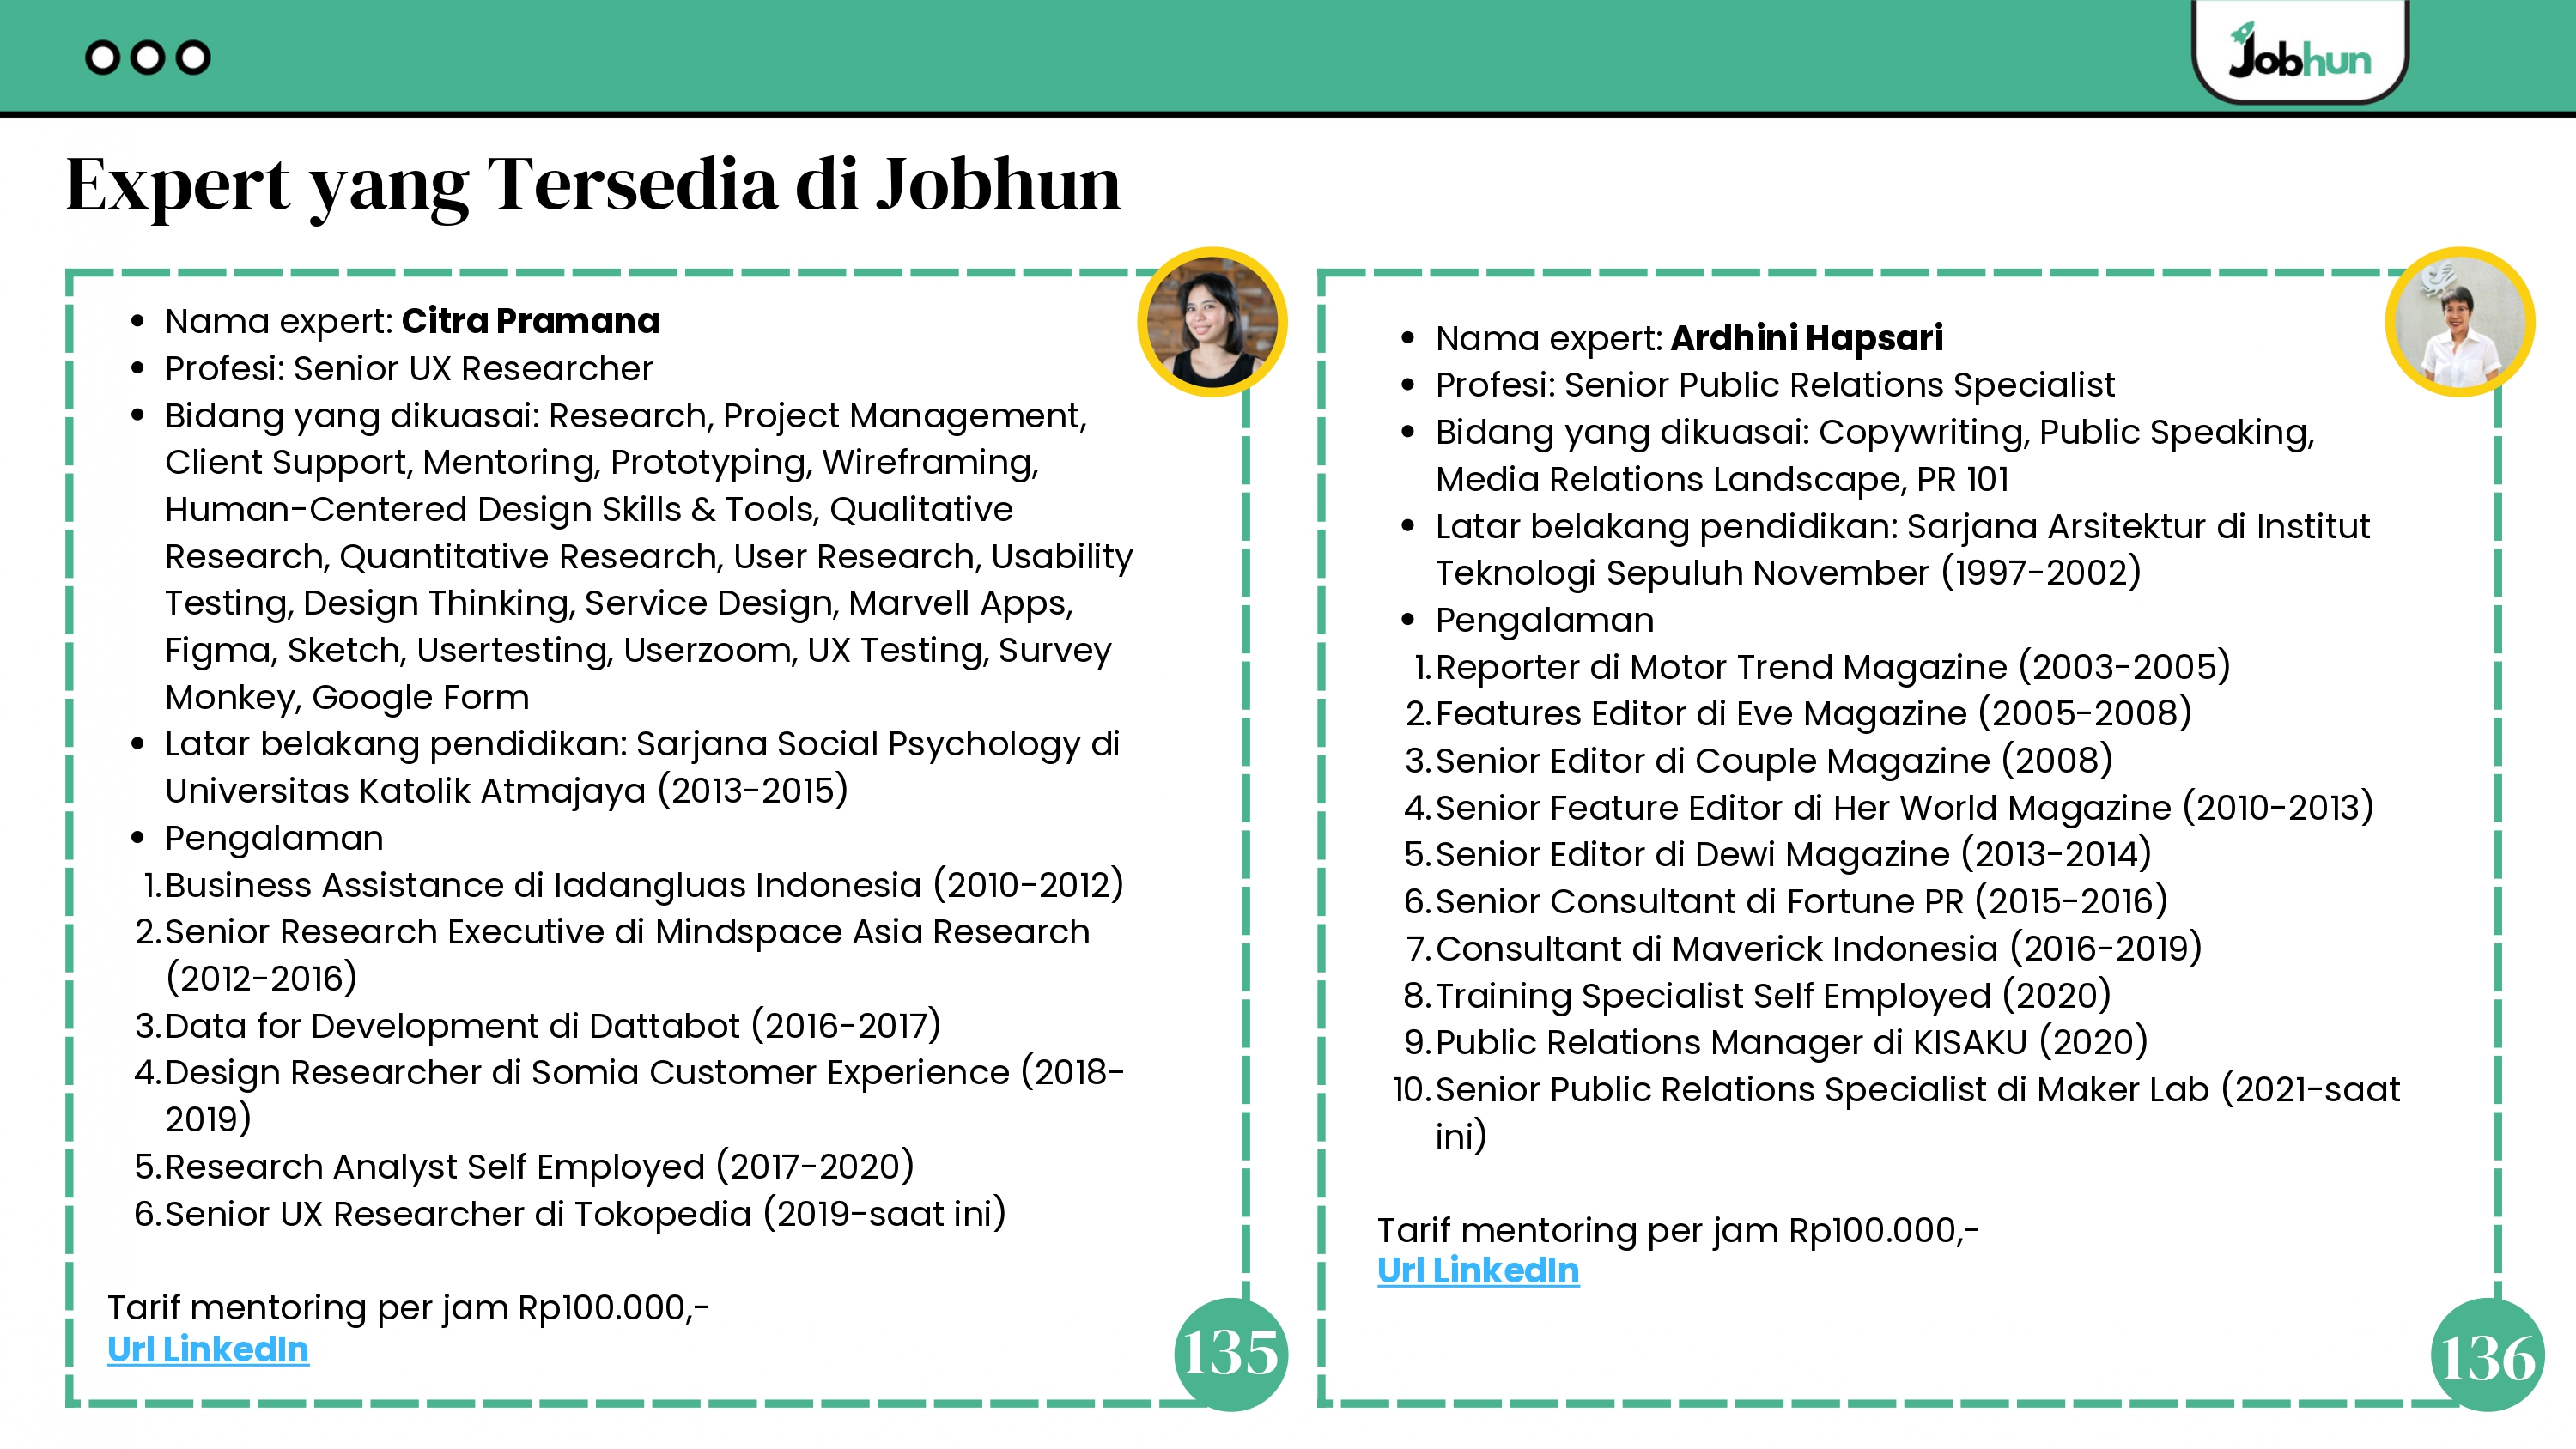 Jobhun
Expert yang Tersedia di Jobhun
• Nama expert: Citra Pramana
• Profesi: Senior UX Researcher
• Bidang yang dikuasai: Research, Project Management,
Client Support, Mentoring, Prototyping, Wireframing,
Human-Centered Design Skills & Tools, Qualitative
Research, Quantitative Research, User Research, Usability
Testing, Design Thinking, Service Design, Marvell Apps,
Figma, Sketch, Usertesting, Userzoom, UX Testing, Survey
Monkey, Google Form
• Latar belakang pendidikan: Sarjana Social Psychology di
Universitas Katolik Atmajaya (2013-2015)
• Pengalaman
1. Business Assistance di ladangluas Indonesia (2010-2012)
2. Senior Research Executive di Mindspace Asia Research
(2012-2016)
3. Data for Development di Dattabot (2016-2017)
4. Design Researcher di Somia Customer Experience (2018-
2019)
5. Research Analyst Self Employed (2017-2020)
6. Senior UX Researcher di Tokopedia (2019-saat ini)
Tarif mentoring per jam Rp100.000,-
Url LinkedIn
135
• Nama expert: Ardhini Hapsari
• Profesi: Senior Public Relations Specialist
• Bidang yang dikuasai: Copywriting, Public Speaking,
Media Relations Landscape, PR 101
• Latar belakang pendidikan: Sarjana Arsitektur di Institut
Teknologi Sepuluh November (1997-2002)
• Pengalaman
1. Reporter di Motor Trend Magazine (2003-2005)
2. Features Editor di Eve Magazine (2005-2008)
3. Senior Editor di Couple Magazine (2008)
4. Senior Feature Editor di Her World Magazine (2010-2013)
5. Senior Editor di Dewi Magazine (2013-2014)
6. Senior Consultant di Fortune PR (2015-2016)
7. Consultant di Maverick Indonesia (2016-2019)
8. Training Specialist Self Employed (2020)
9. Public Relations Manager di KISAKU (2020)
10. Senior Public Relations Specialist di Maker Lab (2021-saat
ini)
Tarif mentoring per jam Rp100.000,-
Url LinkedIn
136